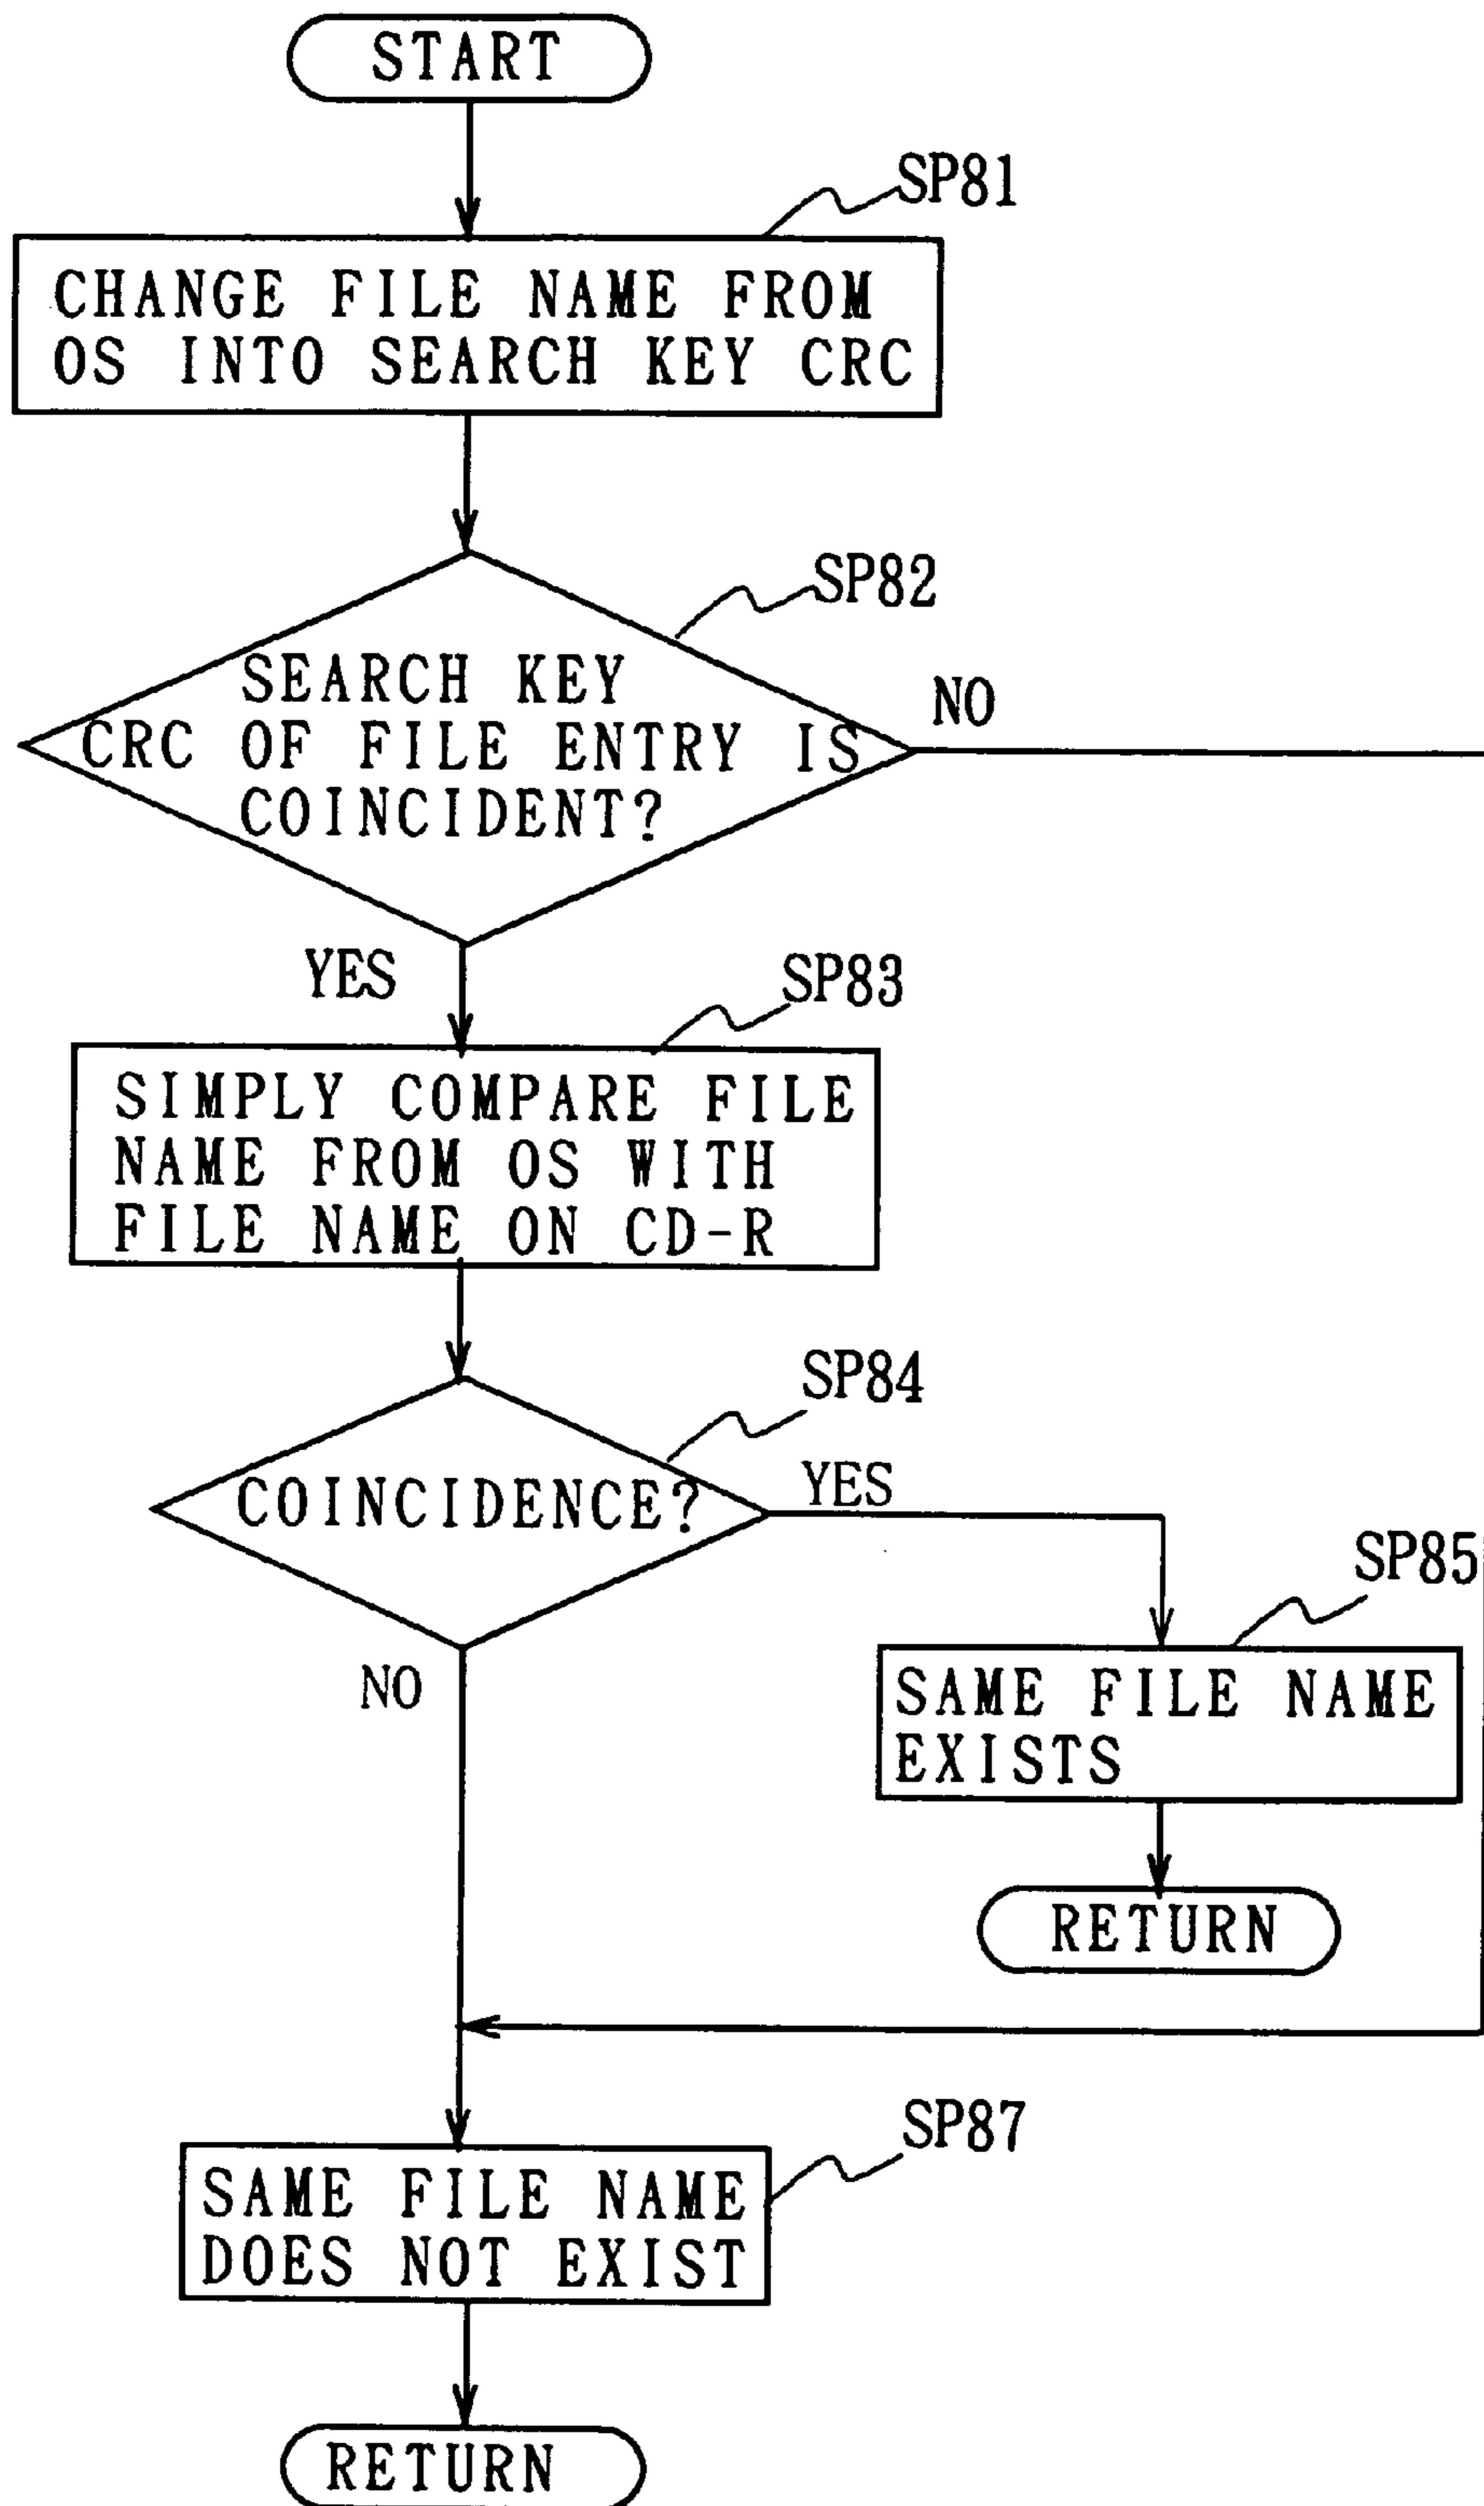 START
SP81
CHANGE FILE NAME FROM
OS INTO SEARCH KEY CRC
SP82
SEARCH KEY
CRC OF FILE ENTRY IS
COINCIDENT?
NO
YES
SP83
SIMPLY COMPARE FILE
NAME FROM OS WITH
FILE NAME ON CD-R
SP84
COINCIDENCE?
YES
NO
SP85
SAME FILE NAME
EXISTS
RETURN
SP87
SAME FILE NAME
DOES NOT EXIST
RETURN